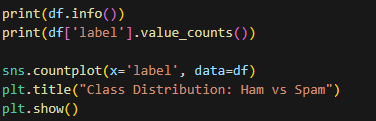 print(df.info())
print(df['label'].value_counts())
sns.countplot(x='label', data=df)
plt.title("Class Distribution: Ham vs Spam")
plt.show()